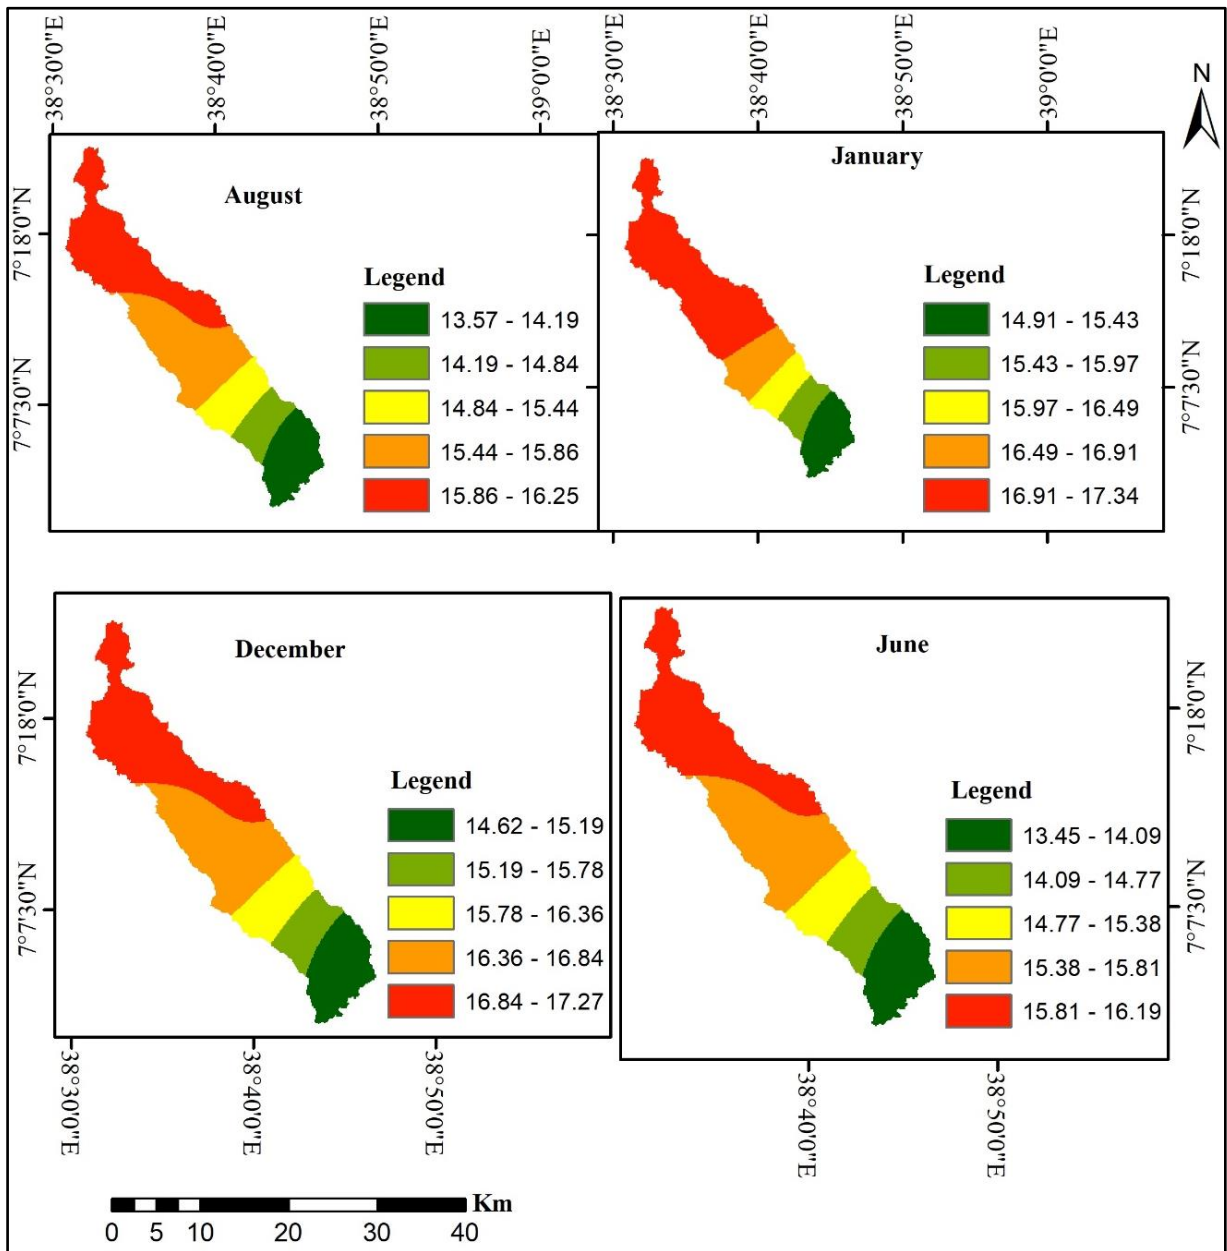 38°30'0"E 38°40'0"E 38°50'0"E 39°0'0"E 38°30'0"E 38°40'0"E 38°50'0"E 39°0'0"E
N
August
January
7°18'0"N
7°7'30"N
Legend
13.57 - 14.19
14.19 - 14.84
14.84 - 15.44
15.44 - 15.86
15.86 - 16.25
Legend
14.91 - 15.43
15.43 - 15.97
15.97 - 16.49
16.49 - 16.91
16.91 - 17.34
7°18'0"N
7°7'30"N
December
June
7°18'0"N
7°7'30"N
Legend
14.62 - 15.19
15.19 - 15.78
15.78 - 16.36
16.36 - 16.84
16.84 - 17.27
Legend
13.45 - 14.09
14.09 - 14.77
14.77 - 15.38
15.38 - 15.81
15.81 - 16.19
7°18'0"N
7°7'30"N
38°30'0"E 38°40'0"E 38°50'0"E 38°40'0"E 38°50'0"E
Km
0 5 10 20 30 40